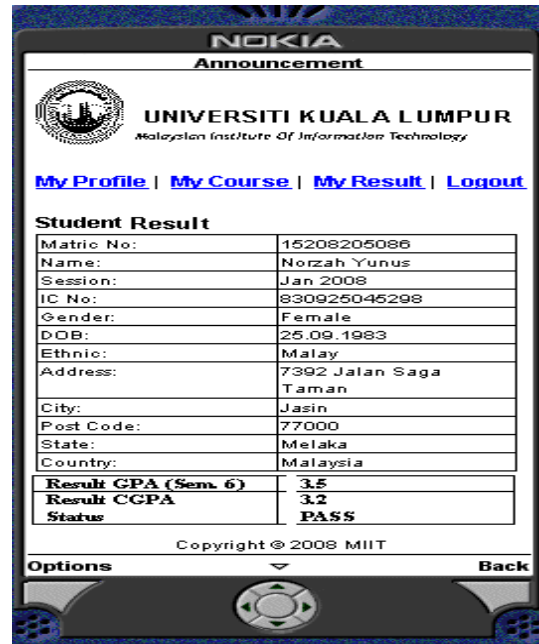 NOKIA
Announcement
UNIVERSITI KUALA LUMPUR
Malaysian Institute Of Information Technology
My Profile | My Course | My Result | Logout
Student Result
Matric No: 15208205086
Name: Norzah Yunus
Session: Jan 2008
IC No: 830925045298
Gender: Female
DOB: 25.09.1983
Ethnic: Malay
Address: 7392 Jalan Saga
Taman
City: Jasin
Post Code: 77000
State: Melaka
Country: Malaysia
Result GPA (Sem. 6) 3.5
Result CGPA 3.2
Status PASS
Copyright © 2008 MIIT
Options Back